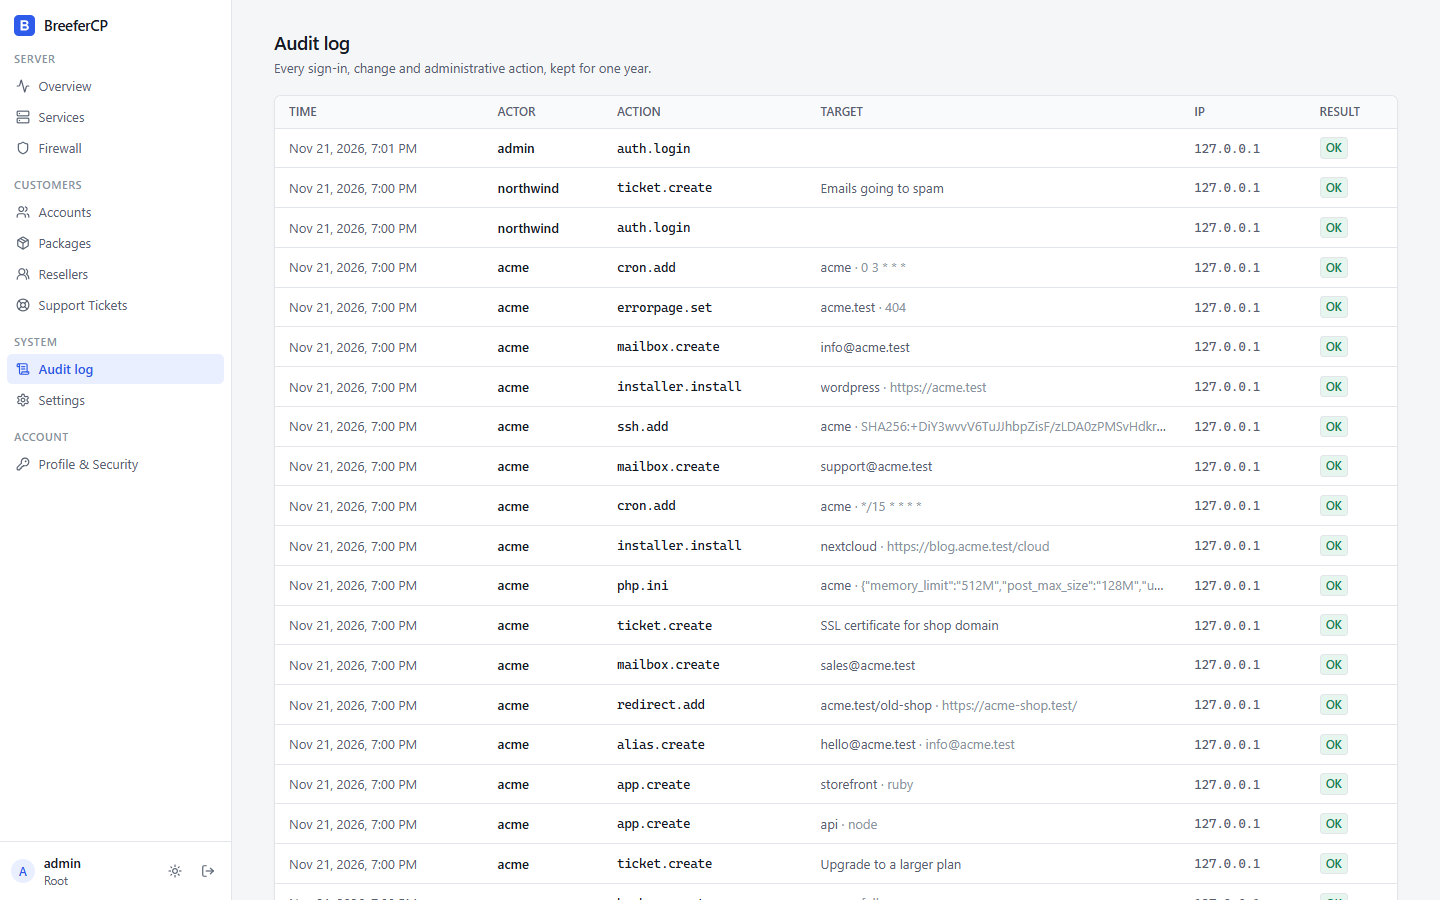 B BreeferCP
SERVER
Overview
Services
Firewall
CUSTOMERS
Accounts
Packages
Resellers
Support Tickets
SYSTEM
Audit log
Settings
ACCOUNT
Profile & Security
A admin
Root
Audit log
Every sign-in, change and administrative action, kept for one year.
TIME ACTOR ACTION TARGET IP RESULT
Nov 21, 2026, 7:01 PM admin auth.login 127.0.0.1 OK
Nov 21, 2026, 7:00 PM northwind ticket.create Emails going to spam 127.0.0.1 OK
Nov 21, 2026, 7:00 PM northwind auth.login 127.0.0.1 OK
Nov 21, 2026, 7:00 PM acme cron.add acme · 0 3 * * * 127.0.0.1 OK
Nov 21, 2026, 7:00 PM acme errorpage.set acme.test · 404 127.0.0.1 OK
Nov 21, 2026, 7:00 PM acme mailbox.create info@acme.test 127.0.0.1 OK
Nov 21, 2026, 7:00 PM acme installer.install wordpress · https://acme.test 127.0.0.1 OK
Nov 21, 2026, 7:00 PM acme ssh.add acme · SHA256:+DiY3wvvV6TuJJhbpZisF/zLDA0zPMSvHdkr... 127.0.0.1 OK
Nov 21, 2026, 7:00 PM acme mailbox.create support@acme.test 127.0.0.1 OK
Nov 21, 2026, 7:00 PM acme cron.add acme · */15 * * * * 127.0.0.1 OK
Nov 21, 2026, 7:00 PM acme installer.install nextcloud · https://blog.acme.test/cloud 127.0.0.1 OK
Nov 21, 2026, 7:00 PM acme php.ini acme · {"memory_limit":"512M","post_max_size":"128M","u... 127.0.0.1 OK
Nov 21, 2026, 7:00 PM acme ticket.create SSL certificate for shop domain 127.0.0.1 OK
Nov 21, 2026, 7:00 PM acme mailbox.create sales@acme.test 127.0.0.1 OK
Nov 21, 2026, 7:00 PM acme redirect.add acme.test/old-shop · https://acme-shop.test/ 127.0.0.1 OK
Nov 21, 2026, 7:00 PM acme alias.create hello@acme.test · info@acme.test 127.0.0.1 OK
Nov 21, 2026, 7:00 PM acme app.create storefront · ruby 127.0.0.1 OK
Nov 21, 2026, 7:00 PM acme app.create api · node 127.0.0.1 OK
Nov 21, 2026, 7:00 PM acme ticket.create Upgrade to a larger plan 127.0.0.1 OK